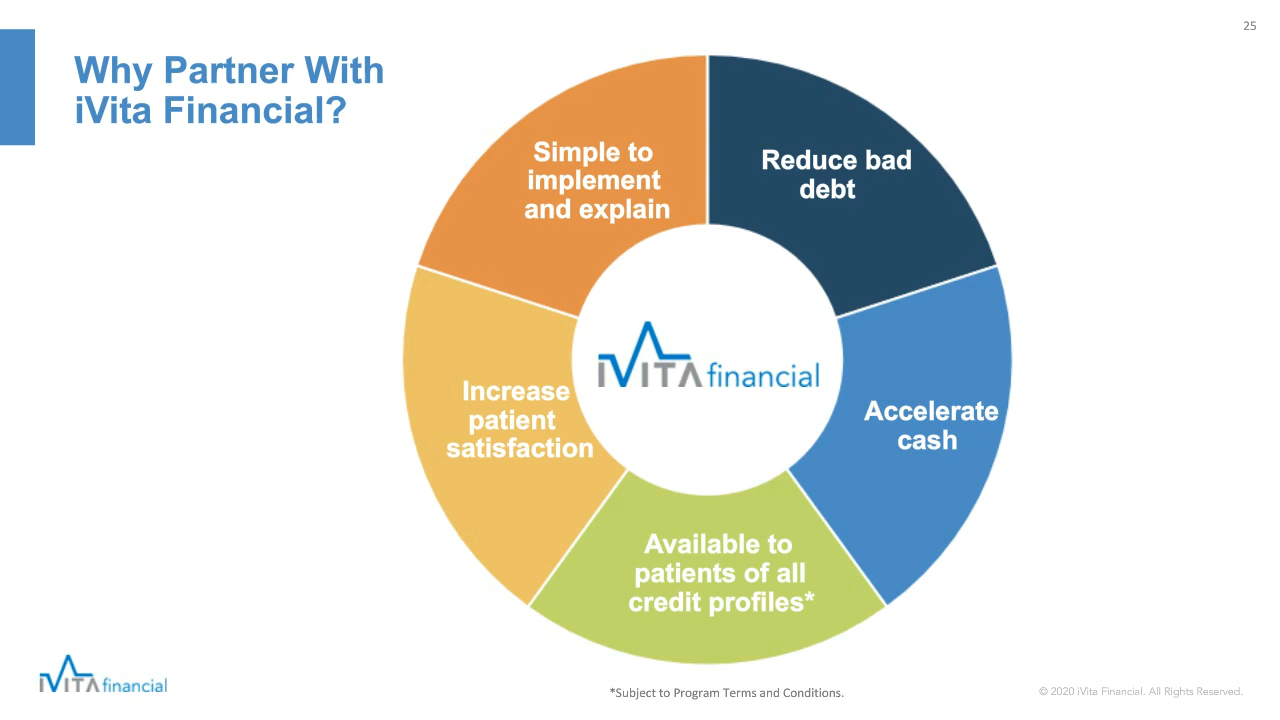 25
Why Partner With
iVita Financial?
Simple to
implement
and explain
Reduce bad
debt
Increase
patient
satisfaction
iVITA financial
Accelerate
cash
Available to
patients of all
credit profiles*
iVITA financial
*Subject to Program Terms and Conditions.
© 2020 iVita Financial. All Rights Reserved.